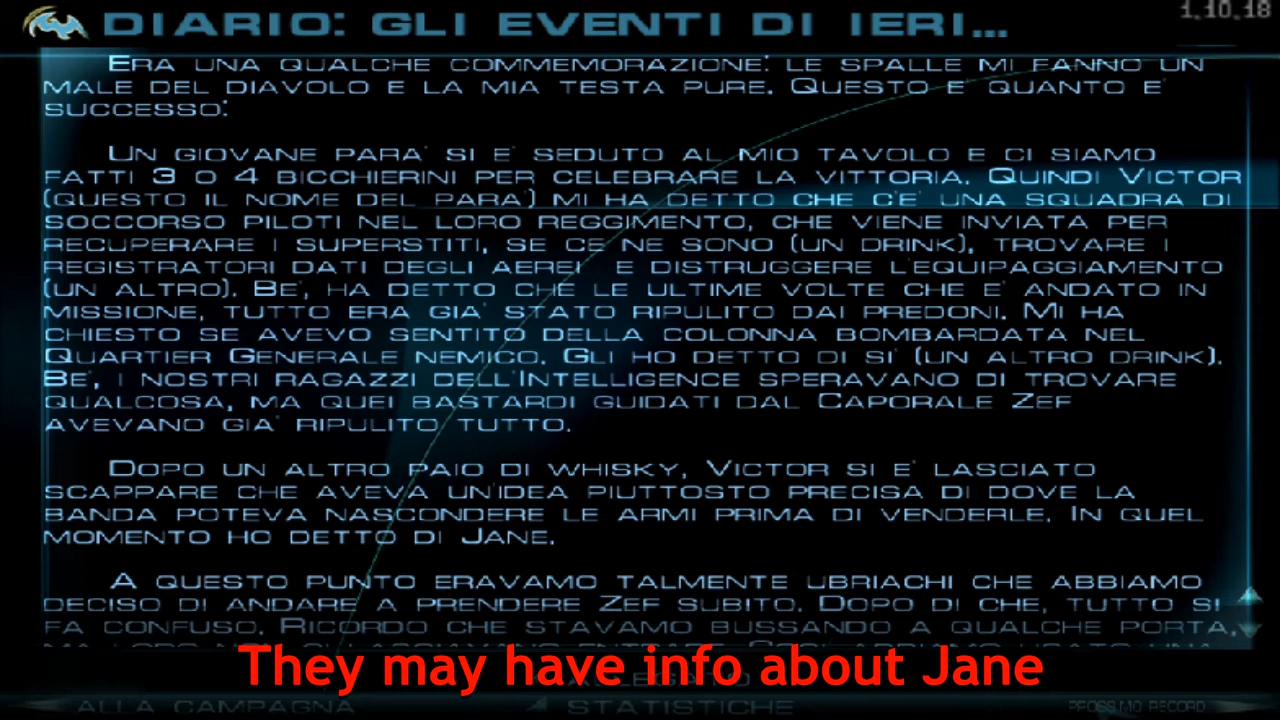 DIARIO: GLI EVENTI DI IERI...
1.10.18
ERA UNA QUALCHE COMMEMORAZIONE: LE SPALLE MI FANNO UN
MALE DEL DIAVOLO E LA MIA TESTA PURE. QUESTO E' QUANTO E'
SUCCESSO:
UN GIOVANE PARA' SI E' SEDUTO AL MIO TAVOLO E CI SIAMO
FATTI 3 O 4 BICCHIERINI PER CELEBRARE LA VITTORIA. QUINDI VICTOR
(QUESTO IL NOME DEL PARA') MI HA DETTO CHE C'E' UNA SQUADRA DI
SOCCORSO PILOTI NEL LORO REGGIMENTO, CHE VIENE INVIATA PER
RECUPERARE I SUPERSTITI, SE CE NE SONO (UN DRINK), TROVARE I
REGISTRATORI DATI DEGLI AEREI E DISTRUGGERE L'EQUIPAGGIAMENTO
(UN ALTRO). BE', HA DETTO CHE LE ULTIME VOLTE CHE E' ANDATO IN
MISSIONE, TUTTO ERA GIA' STATO RIPULITO DAI PREDONI. MI HA
CHIESTO SE AVEVO SENTITO DELLA COLONNA BOMBARDATA NEL
QUARTIER GENERALE NEMICO. GLI HO DETTO DI SI' (UN ALTRO DRINK).
BE', I NOSTRI RAGAZZI DELL'INTELLIGENCE SPERAVANO DI TROVARE
QUALCOSA, MA QUEI BASTARDI GUIDATI DAL CAPORALE ZEF
AVEVANO GIA' RIPULITO TUTTO.
DOPO UN ALTRO PAIO DI WHISKY, VICTOR SI E' LASCIATO
SCAPPARE CHE AVEVA UN'IDEA PIUTTOSTO PRECISA DI DOVE LA
BANDA POTEVA NASCONDERE LE ARMI PRIMA DI VENDERLE. IN QUEL
MOMENTO HO DETTO DI JANE.
A QUESTO PUNTO ERAVAMO TALMENTE UBRIACHI CHE ABBIAMO
DECISO DI ANDARE A PRENDERE ZEF SUBITO. DOPO DI CHE, TUTTO SI
FA CONFUSO. RICORDO CHE STAVAMO BUSSANDO A QUALCHE PORTA,
They may have info about Jane
ALLA CAMPAGNA
STATISTICHE
PROSSIMO RECORD